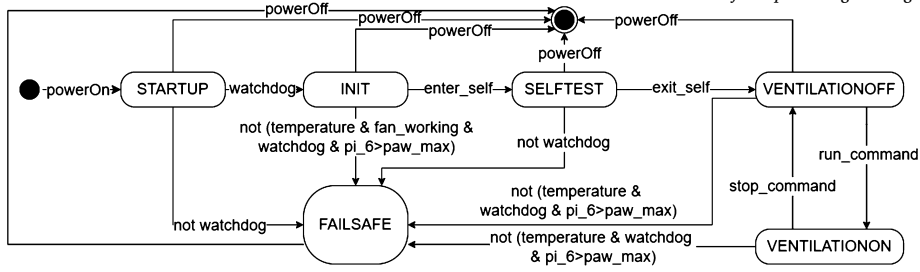 powerOff
powerOff
powerOff
powerOff
powerOff
powerOn
STARTUP
watchdog
INIT
enter_self
SELFTEST
exit_self
VENTILATIONOFF
not (temperature & fan_working &
watchdog & pi_6>paw_max)
not watchdog
run_command
stop_command
not (temperature &
watchdog & pi_6>paw_max)
not watchdog
FAILSAFE
not (temperature & watchdog
& pi_6>paw_max)
VENTILATIONON